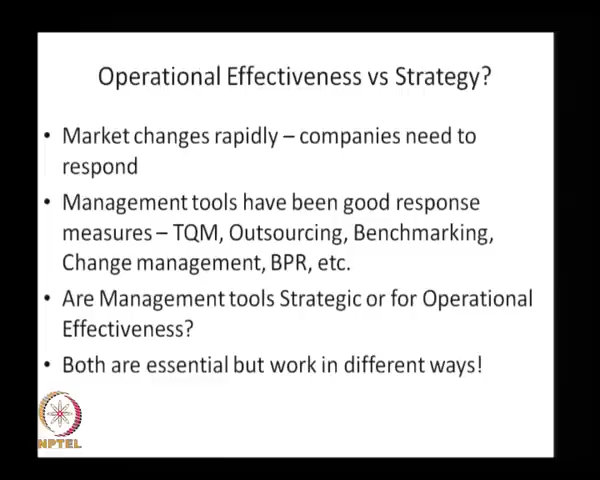 Operational Effectiveness vs Strategy?
• Market changes rapidly – companies need to
respond
• Management tools have been good response
measures – TQM, Outsourcing, Benchmarking,
Change management, BPR, etc.
• Are Management tools Strategic or for Operational
Effectiveness?
• Both are essential but work in different ways!
NPTEL